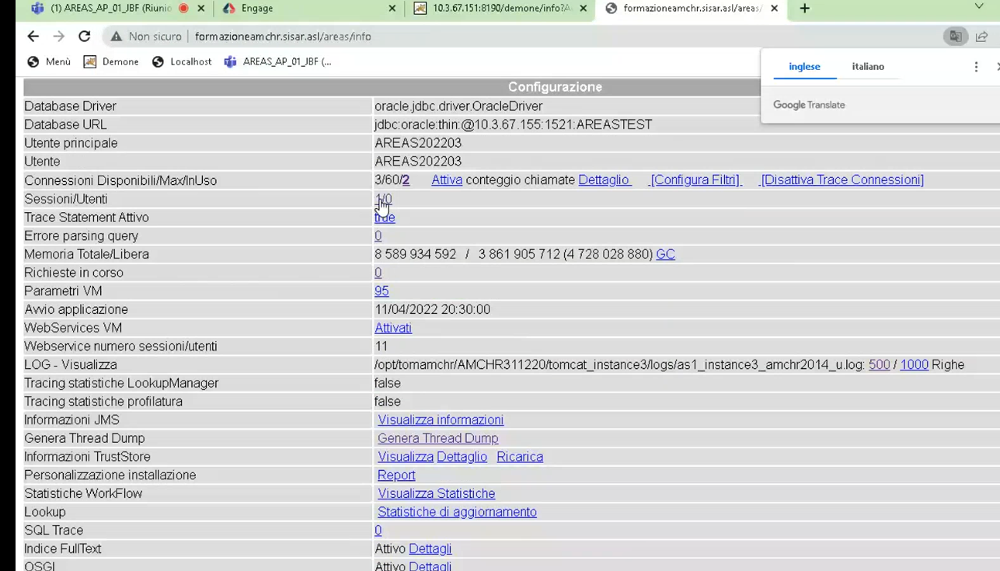 (1) AREAS_AP_01_JBF (Riunio
Engage
10.3.67.151:8190/demone/info?A
formazioneamchr.sisar.asl/areas/
Non sicuro formazioneamchr.sisar.asl/areas/info
Menù Demone Localhost AREAS_AP_01_JBF (...
inglese italiano
Google Translate
Configurazione
Database Driver oracle.jdbc.driver.OracleDriver
Database URL jdbc:oracle:thin:@10.3.67.155:1521:AREASTEST
Utente principale AREAS202203
Utente AREAS202203
Connessioni Disponibili/Max/InUso 3/60/2 Attiva conteggio chiamate Dettaglio [Configura Filtri] [Disattiva Trace Connessioni]
Sessioni/Utenti 1/0
Trace Statement Attivo true
Errore parsing query 0
Memoria Totale/Libera 8 589 934 592 / 3 861 905 712 (4 728 028 880) GC
Richieste in corso 0
Parametri VM 95
Avvio applicazione 11/04/2022 20:30:00
WebServices VM Attivati
Webservice numero sessioni/utenti 11
LOG - Visualizza /opt/tomamchr/AMCHR311220/tomcat_instance3/logs/as1_instance3_amchr2014_u.log: 500 / 1000 Righe
Tracing statistiche LookupManager false
Tracing statistiche profilatura false
Informazioni JMS Visualizza informazioni
Genera Thread Dump Genera Thread Dump
Informazioni TrustStore Visualizza Dettaglio Ricarica
Personalizzazione installazione Report
Statistiche WorkFlow Visualizza Statistiche
Lookup Statistiche di aggiornamento
SQL Trace 0
Indice FullText Attivo Dettagli
OSGI Attivo Dettagli